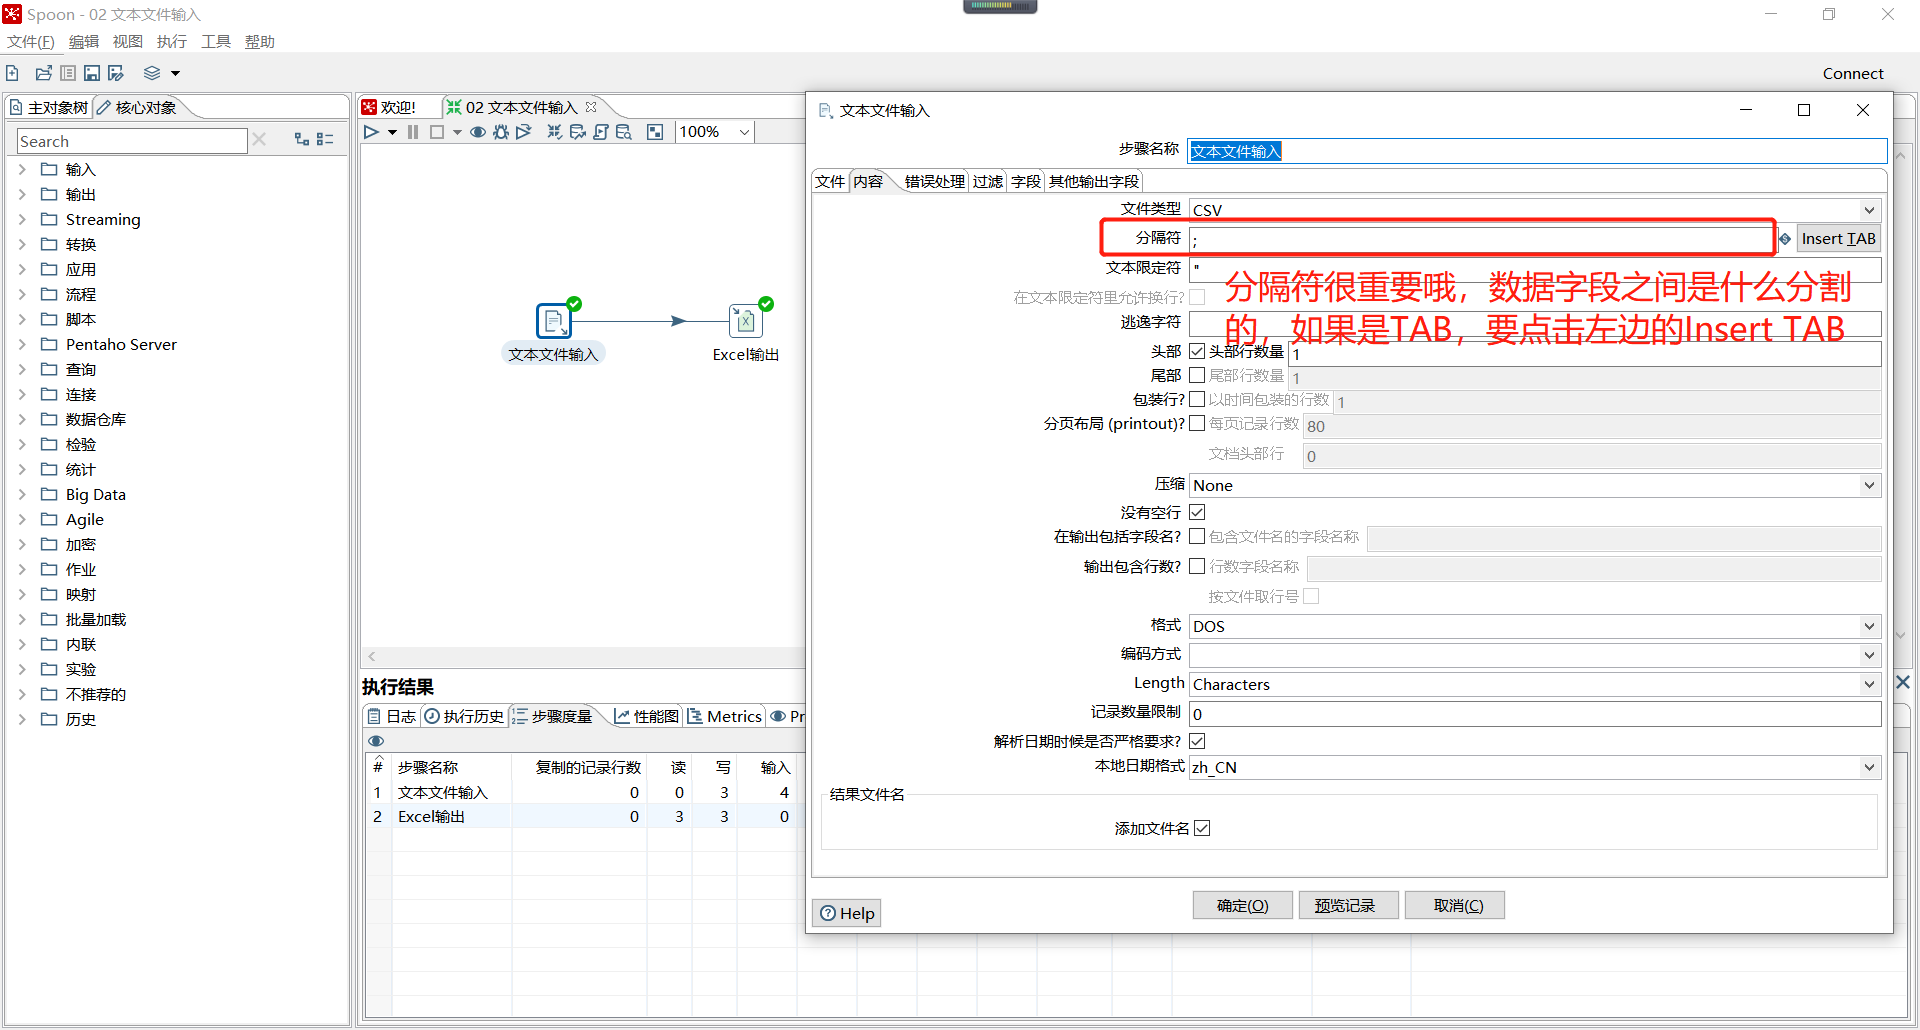 Spoon - 02 文本文件输入
文件(F) 编辑 视图 执行 工具 帮助
Connect
主对象树 核心对象
Search
输入
输出
Streaming
转换
应用
流程
脚本
Pentaho Server
查询
连接
数据仓库
检验
统计
Big Data
Agile
加密
作业
映射
批量加载
内联
实验
不推荐的
历史
欢迎! 02 文本文件输入
100%
文本文件输入
Excel输出
执行结果
日志 执行历史 步骤度量 性能图 Metrics Pr
# 步骤名称 复制的记录行数 读 写 输入
1 文本文件输入 0 0 3 4
2 Excel输出 0 3 3 0
文本文件输入
步骤名称 文本文件输入
文件 内容 错误处理 过滤 字段 其他输出字段
文件类型 CSV
分隔符 ; Insert TAB
文本限定符 "
分隔符很重要哦，数据字段之间是什么分割
的，如果是TAB，要点击左边的Insert TAB
在文本限定符里允许换行?
逃逸字符
头部 头部行数量 1
尾部 尾部行数量 1
包装行? 以时间包装的行数 1
分页布局 (printout)? 每页记录行数 80
文档头部行 0
压缩 None
没有空行
在输出包括字段名? 包含文件名的字段名称
输出包含行数? 行数字段名称
按文件取行号
格式 DOS
编码方式
Length Characters
记录数量限制 0
解析日期时候是否严格要求?
本地日期格式 zh_CN
结果文件名
添加文件名
Help 确定(O) 预览记录 取消(C)